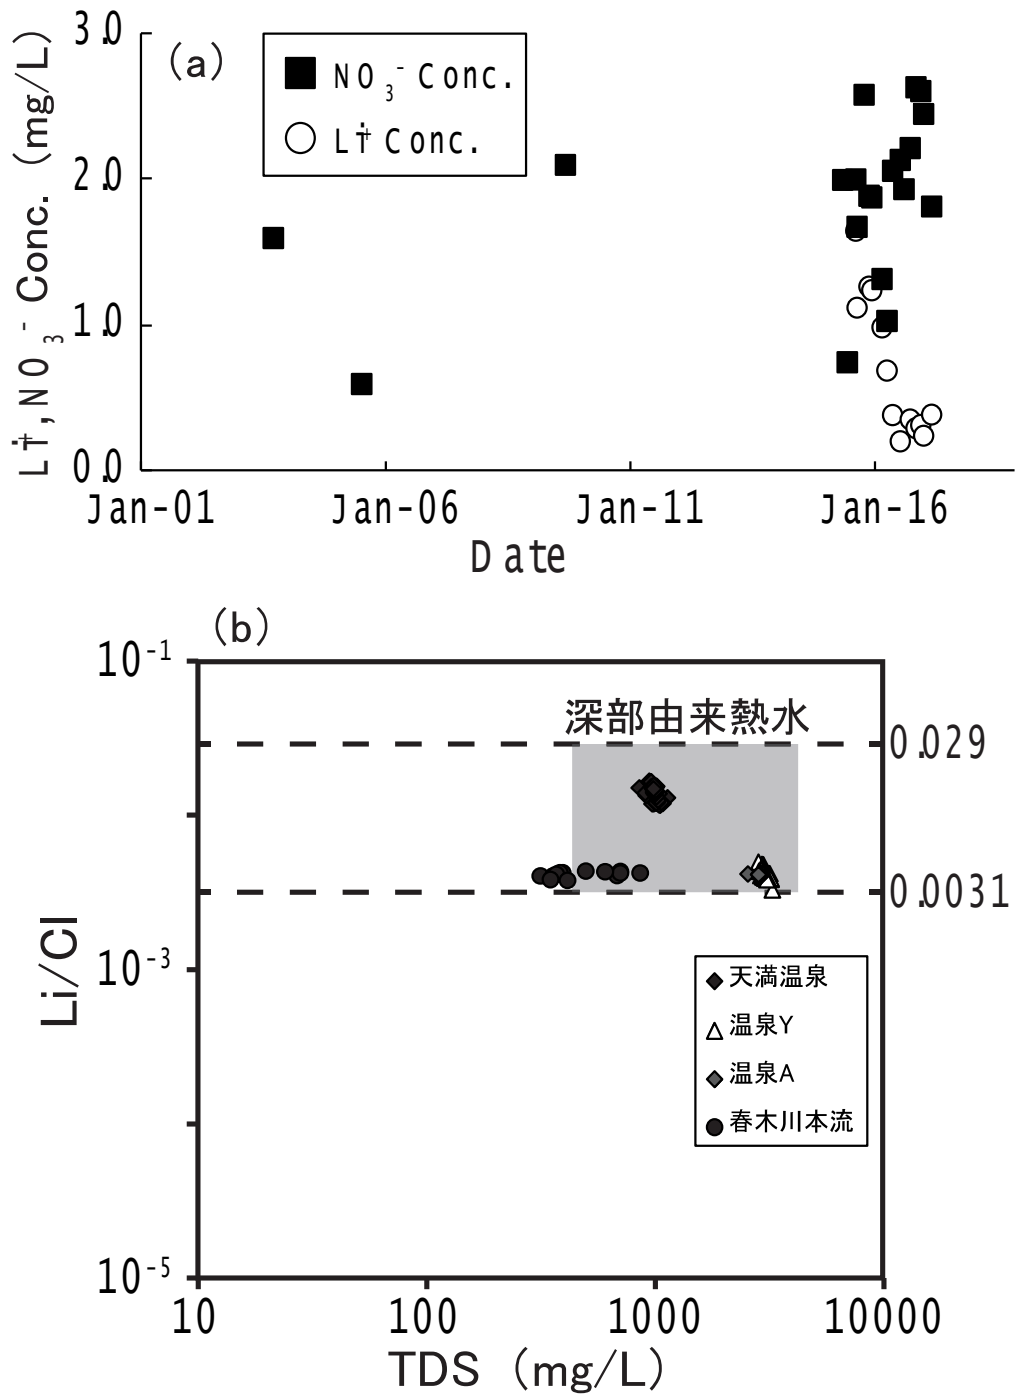 (a)
NO3- Conc.
Li+ Conc.
3.0
2.0
1.0
0.0
Li+, NO3- Conc. (mg/L)
Jan-01 Jan-06 Jan-11 Jan-16
Date
(b)
10-1
深部由来熱水
0.029
0.0031
Li/Cl
10-3
天満温泉
温泉Y
温泉A
春木川本流
10-5
10 100 1000 10000
TDS (mg/L)